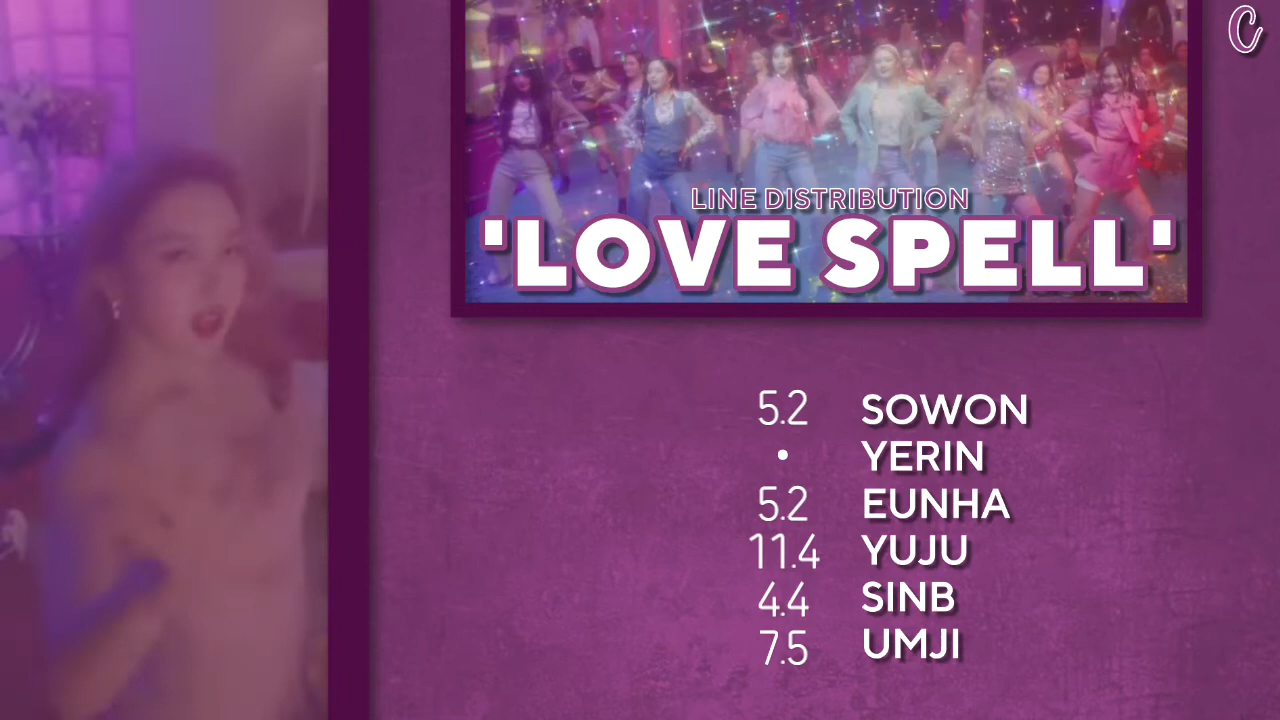 C
LINE DISTRIBUTION
'LOVE SPELL'
5.2 SOWON
• YERIN
5.2 EUNHA
11.4 YUJU
4.4 SINB
7.5 UMJI